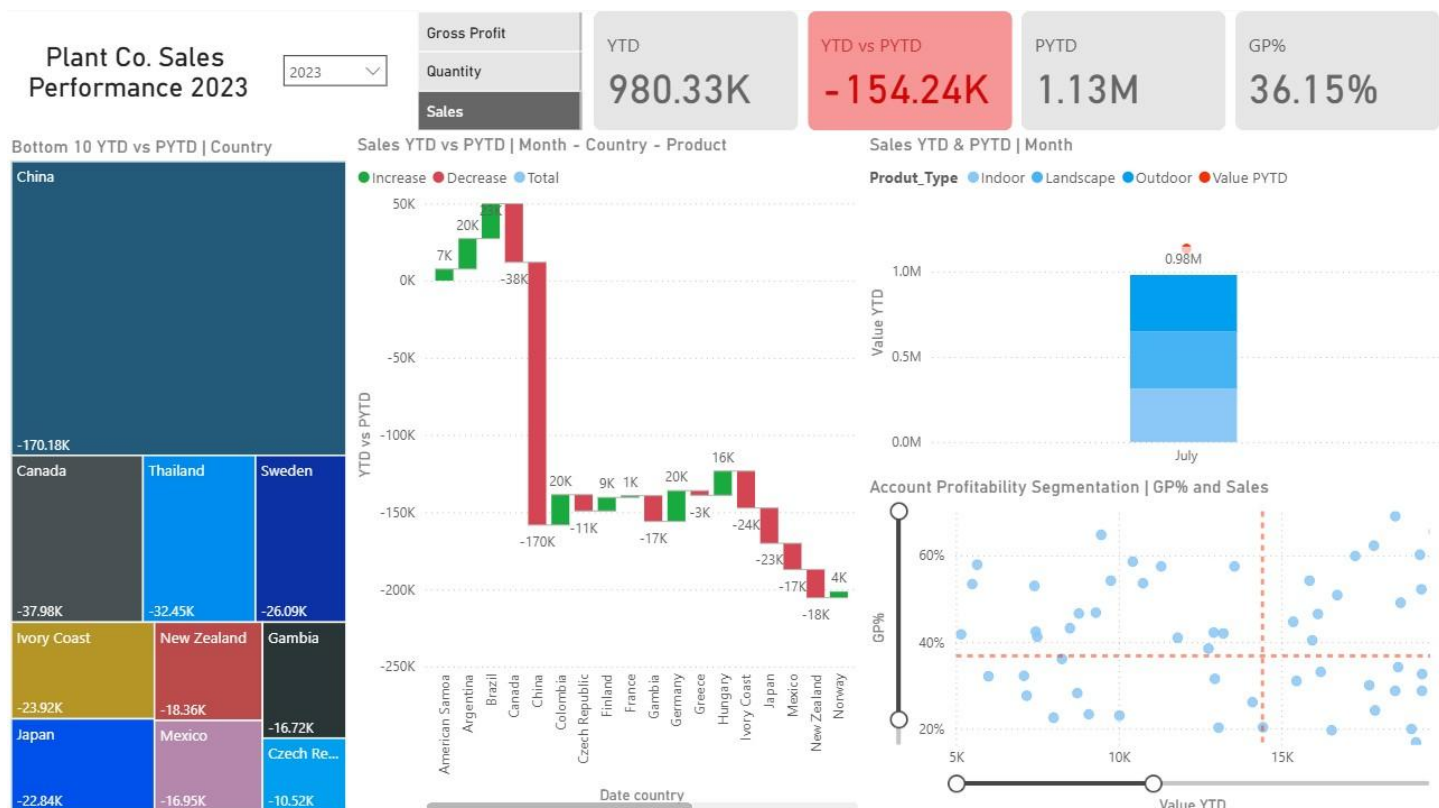 Plant Co. Sales
Performance 2023
2023
Gross Profit
Quantity
Sales
YTD
980.33K
YTD vs PYTD
-154.24K
PYTD
1.13M
GP%
36.15%
Bottom 10 YTD vs PYTD | Country
China
-170.18K
Canada
-37.98K
Thailand
-32.45K
Sweden
-26.09K
Ivory Coast
-23.92K
New Zealand
-18.36K
Gambia
-16.72K
Japan
-22.84K
Mexico
-16.95K
Czech Re...
-10.52K
Sales YTD vs PYTD | Month - Country - Product
Increase Decrease Total
YTD vs PYTD
50K
0K
-50K
-100K
-150K
-200K
-250K
7K
20K
-38K
-170K
20K
-11K
9K
1K
-17K
20K
-3K
16K
-24K
-23K
-17K
-18K
4K
American Samoa
Argentina
Brazil
Canada
China
Colombia
Czech Republic
Finland
France
Gambia
Germany
Greece
Hungary
Ivory Coast
Japan
Mexico
New Zealand
Norway
Date country
Sales YTD & PYTD | Month
Produt_Type Indoor Landscape Outdoor Value PYTD
Value YTD
1.0M
0.5M
0.0M
0.98M
July
Account Profitability Segmentation | GP% and Sales
GP%
60%
40%
20%
5K 10K 15K
Value YTD